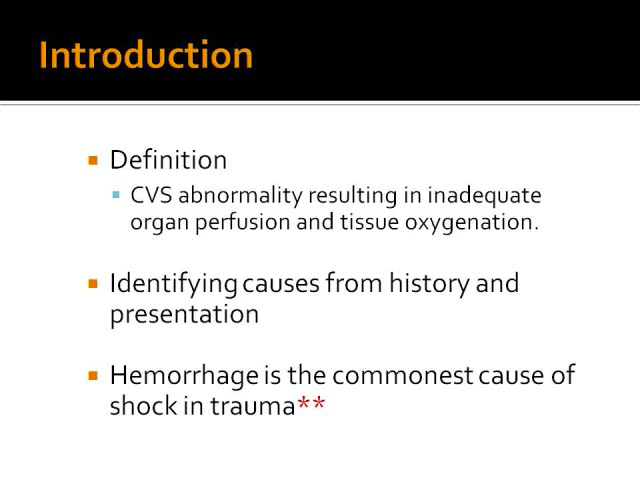 Introduction
Definition
CVS abnormality resulting in inadequate
organ perfusion and tissue oxygenation.
Identifying causes from history and
presentation
Hemorrhage is the commonest cause of
shock in trauma**